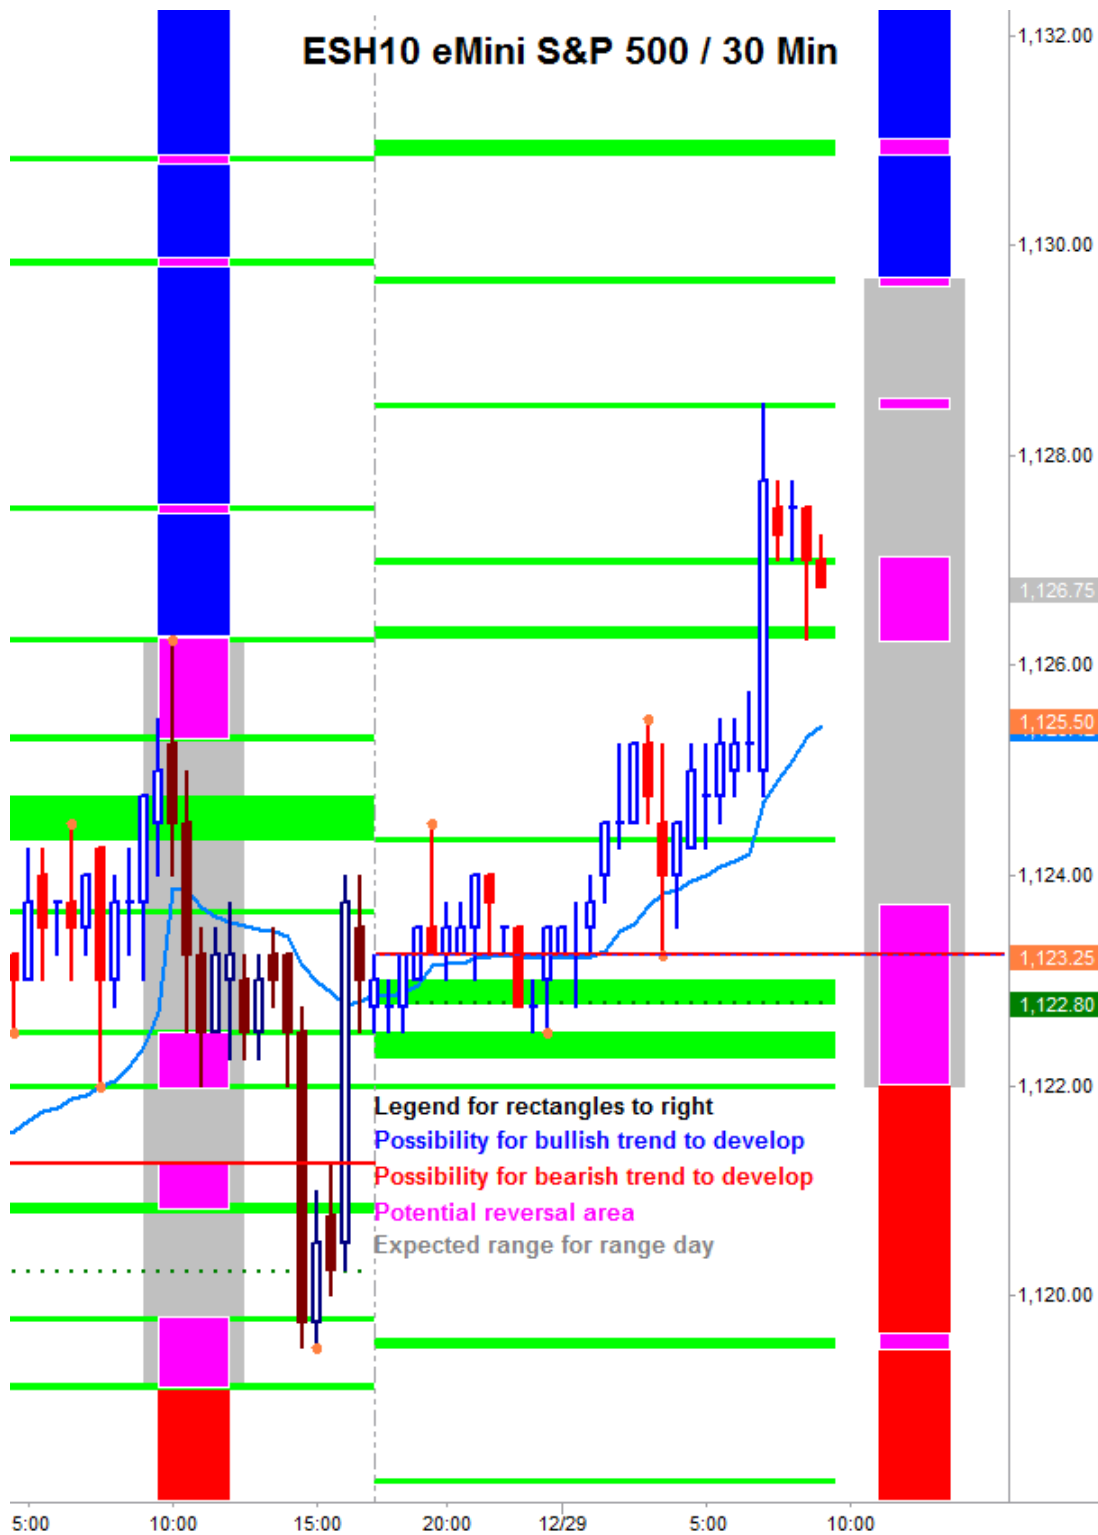 ESH10 eMini S&P 500 / 30 Min
1,132.00
1,130.00
1,128.00
1,126.75
1,126.00
1,125.50
1,124.00
1,123.25
1,122.80
1,122.00
Legend for rectangles to right
Possibility for bullish trend to develop
Possibility for bearish trend to develop
Potential reversal area
Expected range for range day
1,120.00
5:00 10:00 15:00 20:00 12/29 5:00 10:00